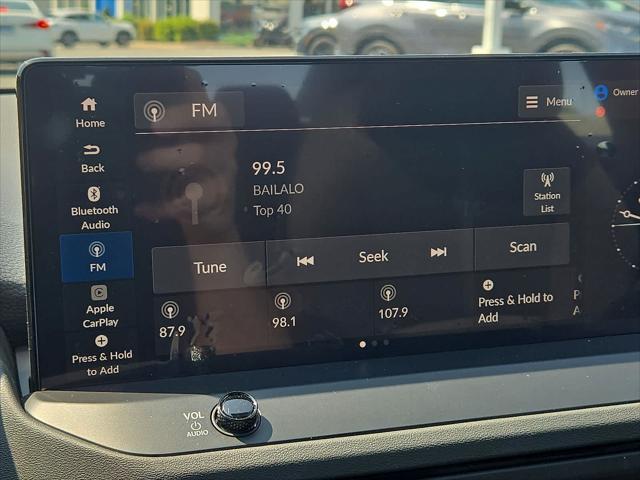 FM
Menu
Owner
Home
Back
Bluetooth
Audio
FM
Apple
CarPlay
Press & Hold
to Add
99.5
BAILALO
Top 40
Station
List
Tune
Seek
Scan
87.9
98.1
107.9
Press & Hold to
Add
P
A
VOL
AUDIO